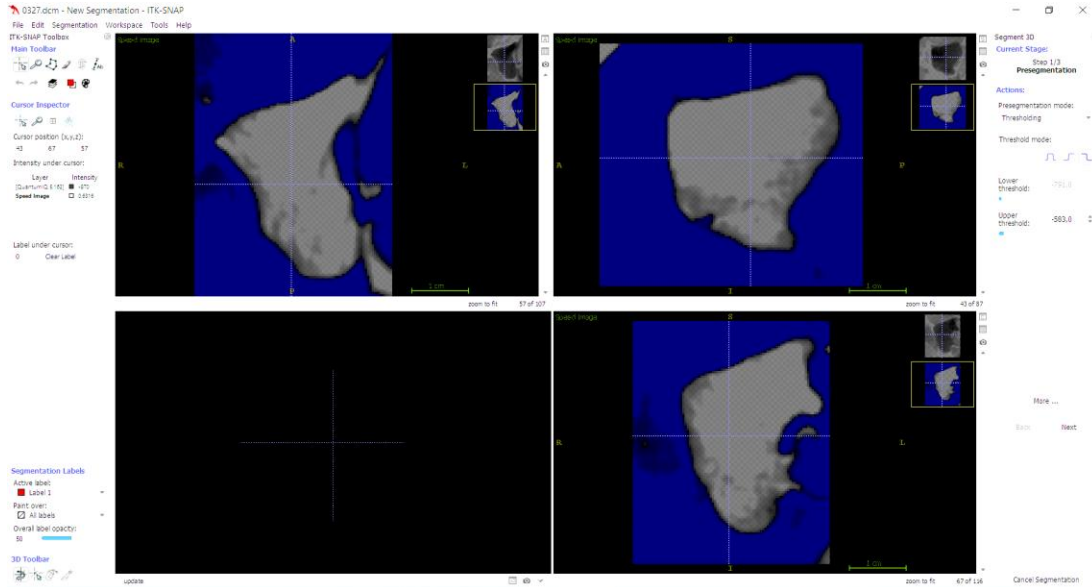 0327.dcm - New Segmentation - ITK-SNAP
File Edit Segmentation Workspace Tools Help
ITK-SNAP Toolbox
Main Toolbar
Cursor Inspector
Cursor position (x,y,z):
43 67 57
Intensity under cursor:
Layer Intensity
Speed Image
Label under cursor:
0 Clear Label
Segmentation Labels
Active label:
Label 1
Paint over:
All labels
Overall label opacity:
50
3D Toolbar
Speed image
A
R
L
P
1 cm
zoom to fit 57 of 107
Speed image
S
A
P
I
1 cm
zoom to fit 43 of 87
update
Speed image
S
R
L
I
1 cm
zoom to fit 67 of 116
Segment 3D
Current Stage:
Step 1/3
Presegmentation
Actions:
Presegmentation mode:
Thresholding
Threshold mode:
Lower
threshold:
Upper
threshold: -583,0
More ...
Back Next
Cancel Segmentation